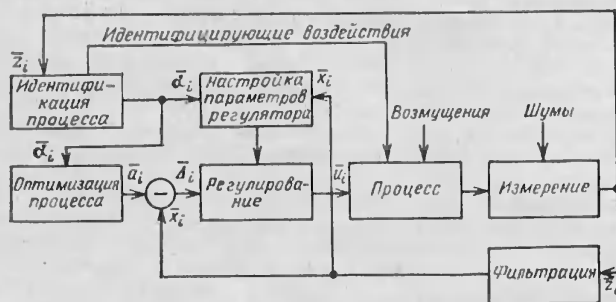 Идентифицирующие воздействия
z̄ᵢ
Идентифи-
кация
процесса
ᾱᵢ
Настройка
параметров
регулятора
x̄ᵢ
Возмущения
Шумы
ᾱᵢ
Оптимизация
процесса
āᵢ
−
Δ̄ᵢ
x̄ᵢ
Регулирова-
ние
ūᵢ
Процесс
Измерение
Фильтрация
z̄ᵢ